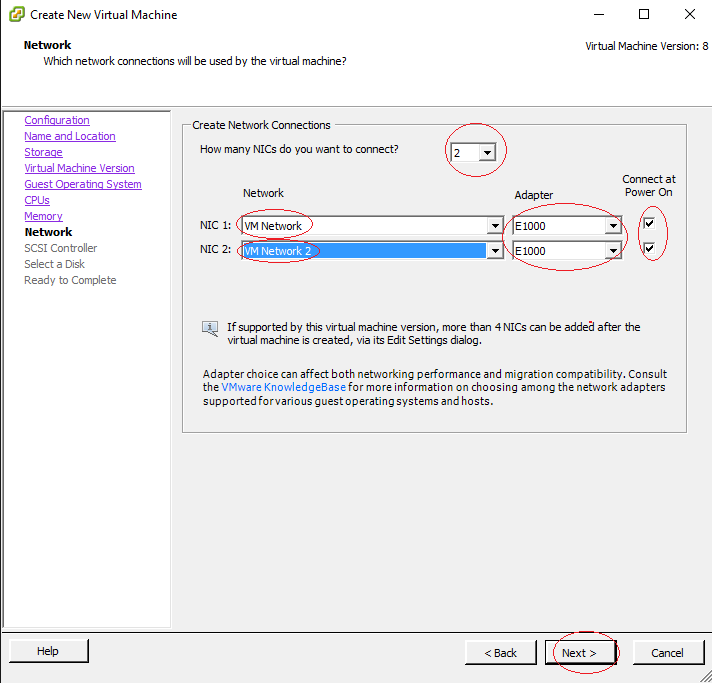 Create New Virtual Machine
Network
Which network connections will be used by the virtual machine?
Virtual Machine Version: 8
Configuration
Name and Location
Storage
Virtual Machine Version
Guest Operating System
CPUs
Memory
Network
SCSI Controller
Select a Disk
Ready to Complete
Create Network Connections
How many NICs do you want to connect?
2
Network
Adapter
Connect at
Power On
NIC 1:
VM Network
E1000
NIC 2:
VM Network 2
E1000
If supported by this virtual machine version, more than 4 NICs can be added after the
virtual machine is created, via its Edit Settings dialog.
Adapter choice can affect both networking performance and migration compatibility. Consult
the VMware KnowledgeBase for more information on choosing among the network adapters
supported for various guest operating systems and hosts.
Help
< Back
Next >
Cancel